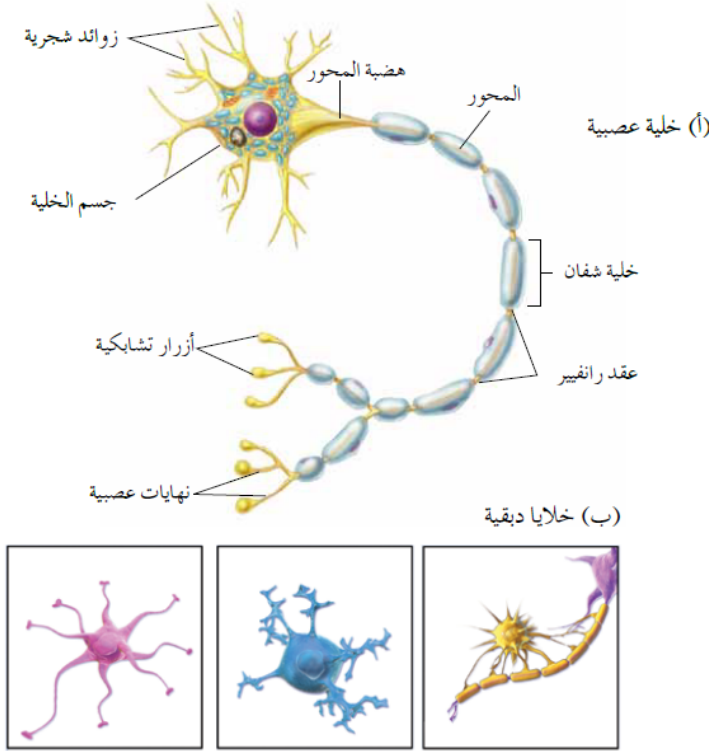 زوائد شجرية
هضبة المحور
المحور
(أ) خلية عصبية
جسم الخلية
خلية شفان
أزرار تشابكية
عقد رانفيير
نهايات عصبية
(ب) خلايا دبقية